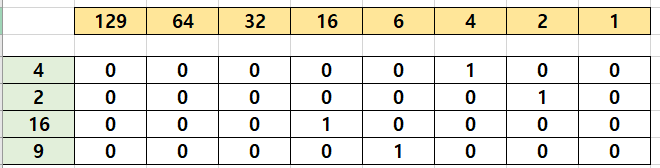 129 64 32 16 6 4 2 1
4 0 0 0 0 0 1 0 0
2 0 0 0 0 0 0 1 0
16 0 0 0 1 0 0 0 0
9 0 0 0 0 1 0 0 0